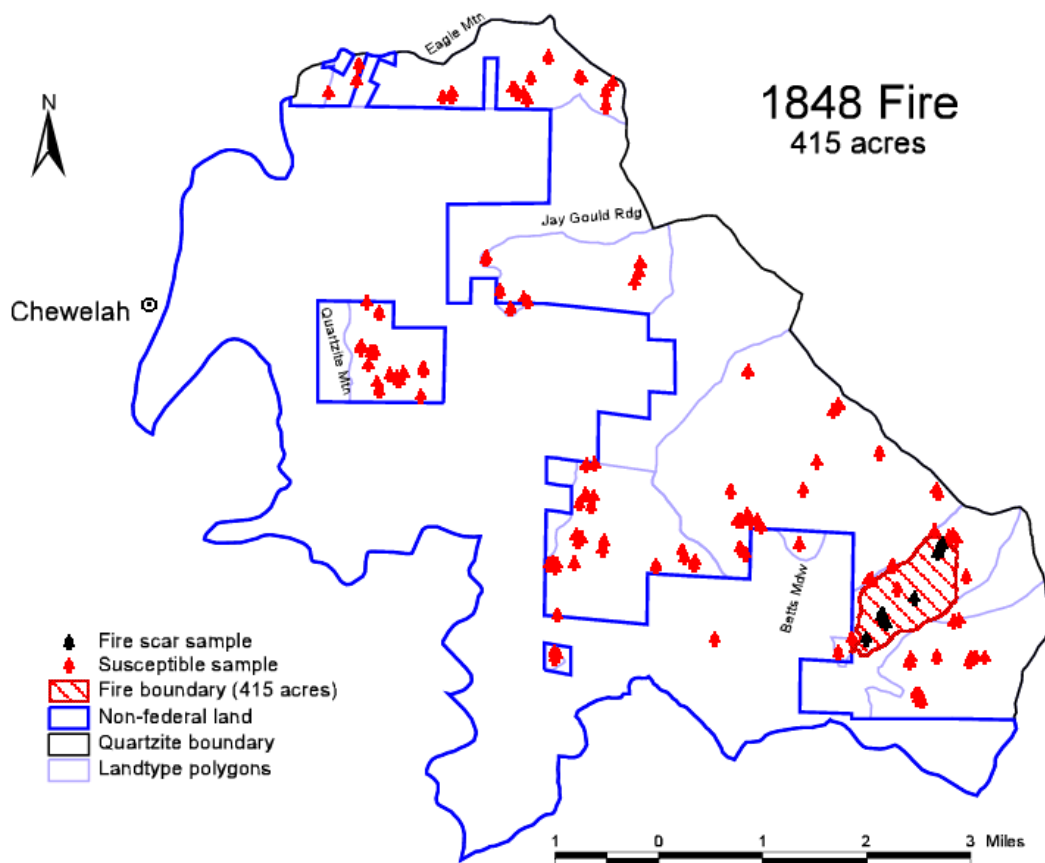 Eagle Mtn
N
1848 Fire
415 acres
Jay Gould Rdg
Chewelah
Quartzite Mtn
Betts Mdw
Fire scar sample
Susceptible sample
Fire boundary (415 acres)
Non-federal land
Quartzite boundary
Landtype polygons
1 0 1 2 3 Miles